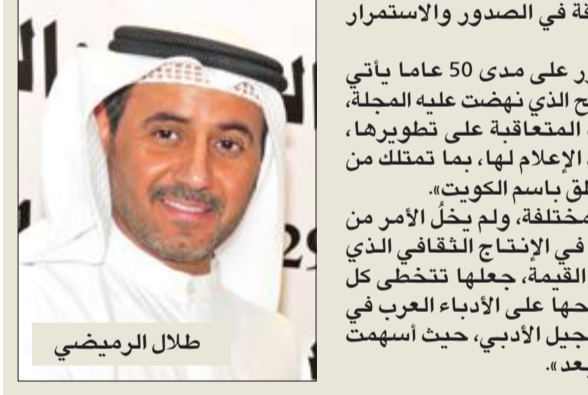 قة في الصدور والاستمرار
ور على مدى 50 عاما يأتي
ح الذي نهضت عليه المجلة،
المتعاقبة على تطويرها،
الإعلام لها، بما تمتلك من
لق باسم الكويت».
مختلفة، ولم يخلُ الأمر من
في الإنتاج الثقافي الذي
القيمة، جعلها تتخطى كل
حها على الأدباء العرب في
جيل الأدبي، حيث أسهمت
بعد».
طلال الرميضي